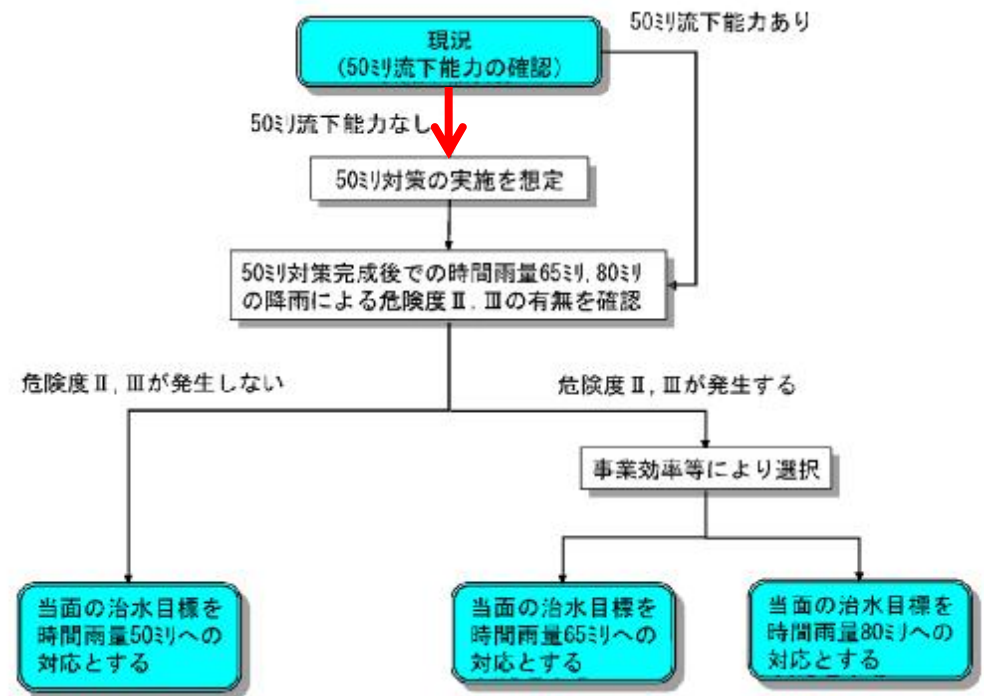 現況
(50ミリ流下能力の確認)
50ミリ流下能力あり
50ミリ流下能力なし
50ミリ対策の実施を想定
50ミリ対策完成後での時間雨量65ミリ,80ミリ
の降雨による危険度Ⅱ,Ⅲの有無を確認
危険度Ⅱ,Ⅲが発生しない
危険度Ⅱ,Ⅲが発生する
事業効率等により選択
当面の治水目標を
時間雨量50ミリへの
対応とする
当面の治水目標を
時間雨量65ミリへの
対応とする
当面の治水目標を
時間雨量80ミリへの
対応とする